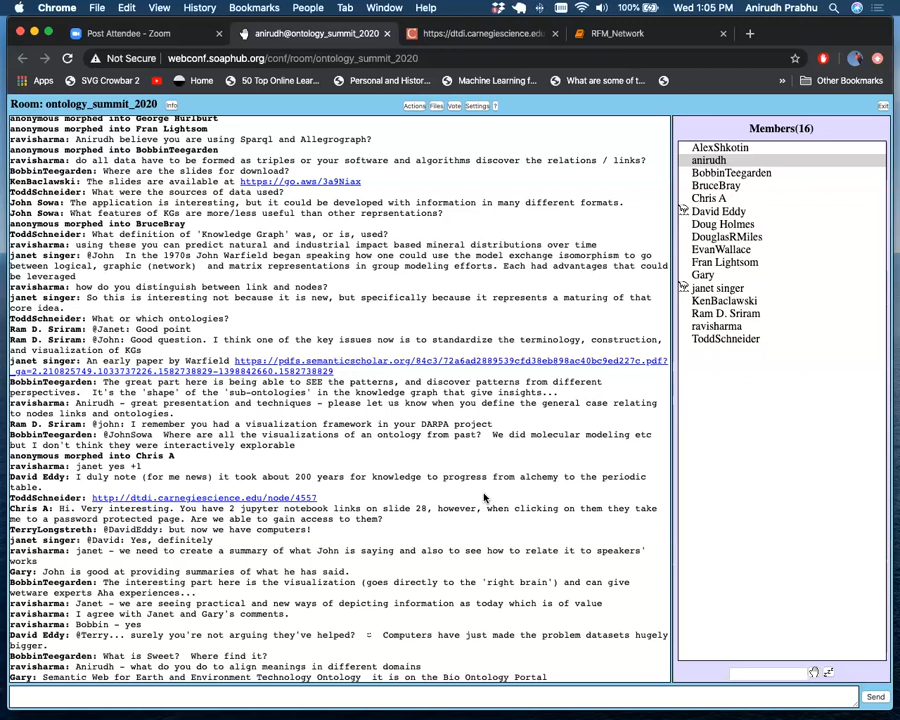 Chrome File Edit View History Bookmarks People Tab Window Help 100% Wed 1:05 PM Anirudh Prabhu
Post Attendee - Zoom
anirudh@ontology_summit_2020
https://dtdi.carnegiescience.edu
RFM_Network
Not Secure webconf.soaphub.org/conf/room/ontology_summit_2020
Apps SVG Crowbar 2 Home 50 Top Online Lear... Personal and Histor... Machine Learning f... What are some of t... Other Bookmarks
Room: ontology_summit_2020 Info Actions Files Vote Settings ? Exit
anonymous morphed into George Hurlburt
anonymous morphed into Fran Lightsom
ravisharma: Anirudh believe you are using Sparql and Allegrograph?
anonymous morphed into BobbinTeegarden
ravisharma: do all data have to be formed as triples or your software and algorithms discover the relations / links?
BobbinTeegarden: Where are the slides for download?
KenBaclawski: The slides are available at https://go.aws/3a9Niax
ToddSchneider: What were the sources of data used?
John Sowa: The application is interesting, but it could be developed with information in many different formats.
John Sowa: What features of KGs are more/less useful than other reprsentations?
anonymous morphed into BruceBray
ToddSchneider: What definition of 'Knowledge Graph' was, or is, used?
ravisharma: using these you can predict natural and industrial impact based mineral distributions over time
janet singer: @John In the 1970s John Warfield began speaking how one could use the model exchange isomorphism to go
between logical, graphic (network) and matrix representations in group modeling efforts. Each had advantages that could
be leveraged
ravisharma: how do you distinguish between link and nodes?
janet singer: So this is interesting not because it is new, but specifically because it represents a maturing of that
core idea.
ToddSchneider: What or which ontologies?
Ram D. Sriram: @Janet: Good point
Ram D. Sriram: @John: Good question. I think one of the key issues now is to standardize the terminology, construction,
and visualization of KGs
janet singer: An early paper by Warfield https://pdfs.semanticscholar.org/84c3/72a6ad2889539cfd38eb898ac40bc9ed227c.pdf?
_ga=2.210825749.1033737226.1582738829-1398842660.1582738829
BobbinTeegarden: The great part here is being able to SEE the patterns, and discover patterns from different
perspectives. It's the 'shape' of the 'sub-ontologies' in the knowledge graph that give insights...
ravisharma: Anirudh - great presentation and techniques - please let us know when you define the general case relating
to nodes links and ontologies.
Ram D. Sriram: @john: I remember you had a visualization framework in your DARPA project
BobbinTeegarden: @JohnSowa Where are all the visualizations of an ontology from past? We did molecular modeling etc
but I don't think they were interactively explorable
anonymous morphed into Chris A
ravisharma: janet yes +1
David Eddy: I duly note (for me news) it took about 200 years for knowledge to progress from alchemy to the periodic
table.
ToddSchneider: http://dtdi.carnegiescience.edu/node/4557
Chris A: Hi. Very interesting. You have 2 jupyter notebook links on slide 28, however, when clicking on them they take
me to a password protected page. Are we able to gain access to them?
TerryLongstreth: @DavidEddy: but now we have computers!
janet singer: @David: Yes, definitely
ravisharma: janet - we need to create a summary of what John is saying and also to see how to relate it to speakers'
works
Gary: John is good at providing summaries of what he has said.
BobbinTeegarden: The interesting part here is the visualization (goes directly to the 'right brain') and can give
wetware experts Aha experiences...
ravisharma: Janet - we are seeing practical and new ways of depicting information as today which is of value
ravisharma: I agree with Janet and Gary's comments.
ravisharma: Bobbin - yes
David Eddy: @Terry... surely you're not arguing they've helped? Computers have just made the problem datasets hugely
bigger.
BobbinTeegarden: What is Sweet? Where find it?
ravisharma: Anirudh - what do you do to align meanings in different domains
Gary: Semantic Web for Earth and Environment Technology Ontology it is on the Bio Ontology Portal
Members(16)
AlexShkotin
anirudh
BobbinTeegarden
BruceBray
Chris A
David Eddy
Doug Holmes
DouglasRMiles
EvanWallace
Fran Lightsom
Gary
janet singer
KenBaclawski
Ram D. Sriram
ravisharma
ToddSchneider
Send